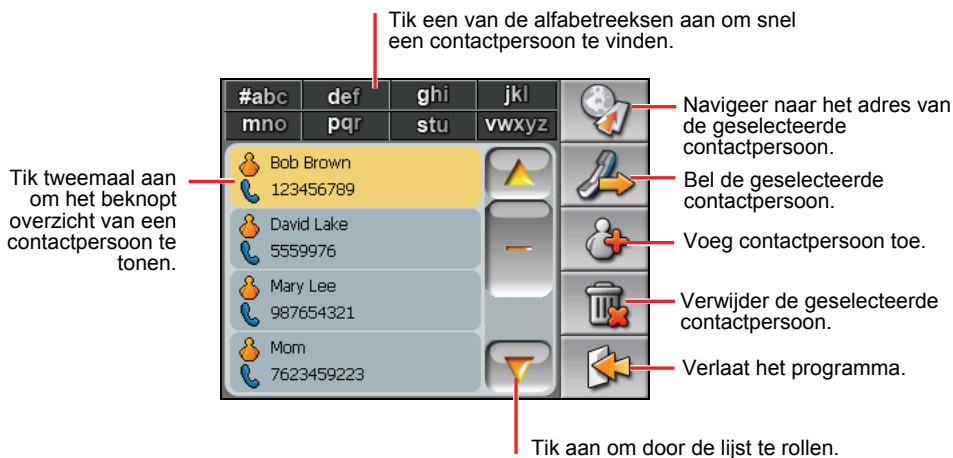 Tik een van de alfabetreeksen aan om snel
een contactpersoon te vinden.
#abc def ghi jkl
mno pqr stu vwxyz
Bob Brown
123456789
David Lake
5559976
Mary Lee
987654321
Mom
7623459223
Tik tweemaal aan
om het beknopt
overzicht van een
contactpersoon te
tonen.
Navigeer naar het adres van
de geselecteerde
contactpersoon.
Bel de geselecteerde
contactpersoon.
Voeg contactpersoon toe.
Verwijder de geselecteerde
contactpersoon.
Verlaat het programma.
Tik aan om door de lijst te rollen.